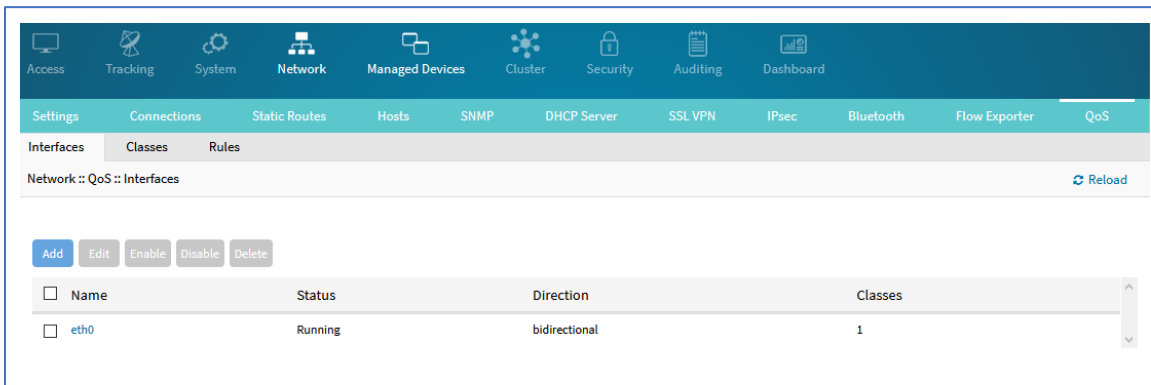 Access Tracking System Network Managed Devices Cluster Security Auditing Dashboard
Settings Connections Static Routes Hosts SNMP DHCP Server SSL VPN IPsec Bluetooth Flow Exporter QoS
Interfaces Classes Rules
Network :: QoS :: Interfaces Reload
Add Edit Enable Disable Delete
Name Status Direction Classes
eth0 Running bidirectional 1